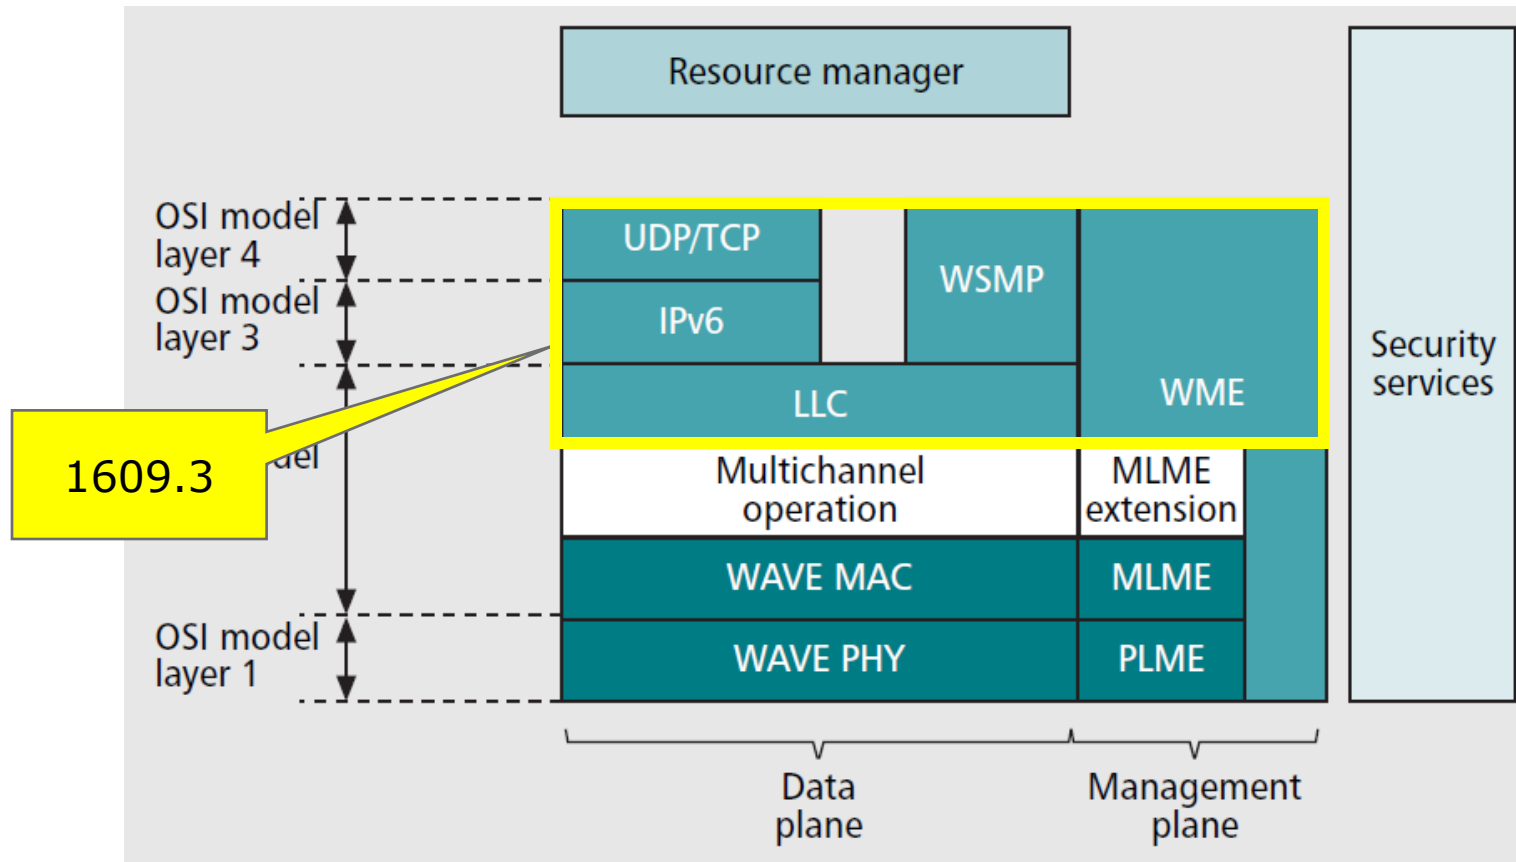 Resource manager
OSI model
layer 4
OSI model
layer 3
UDP/TCP
IPv6
WSMP
LLC
WME
Security
services
1609.3
Multichannel
operation
MLME
extension
WAVE MAC
MLME
OSI model
layer 1
WAVE PHY
PLME
Data
plane
Management
plane